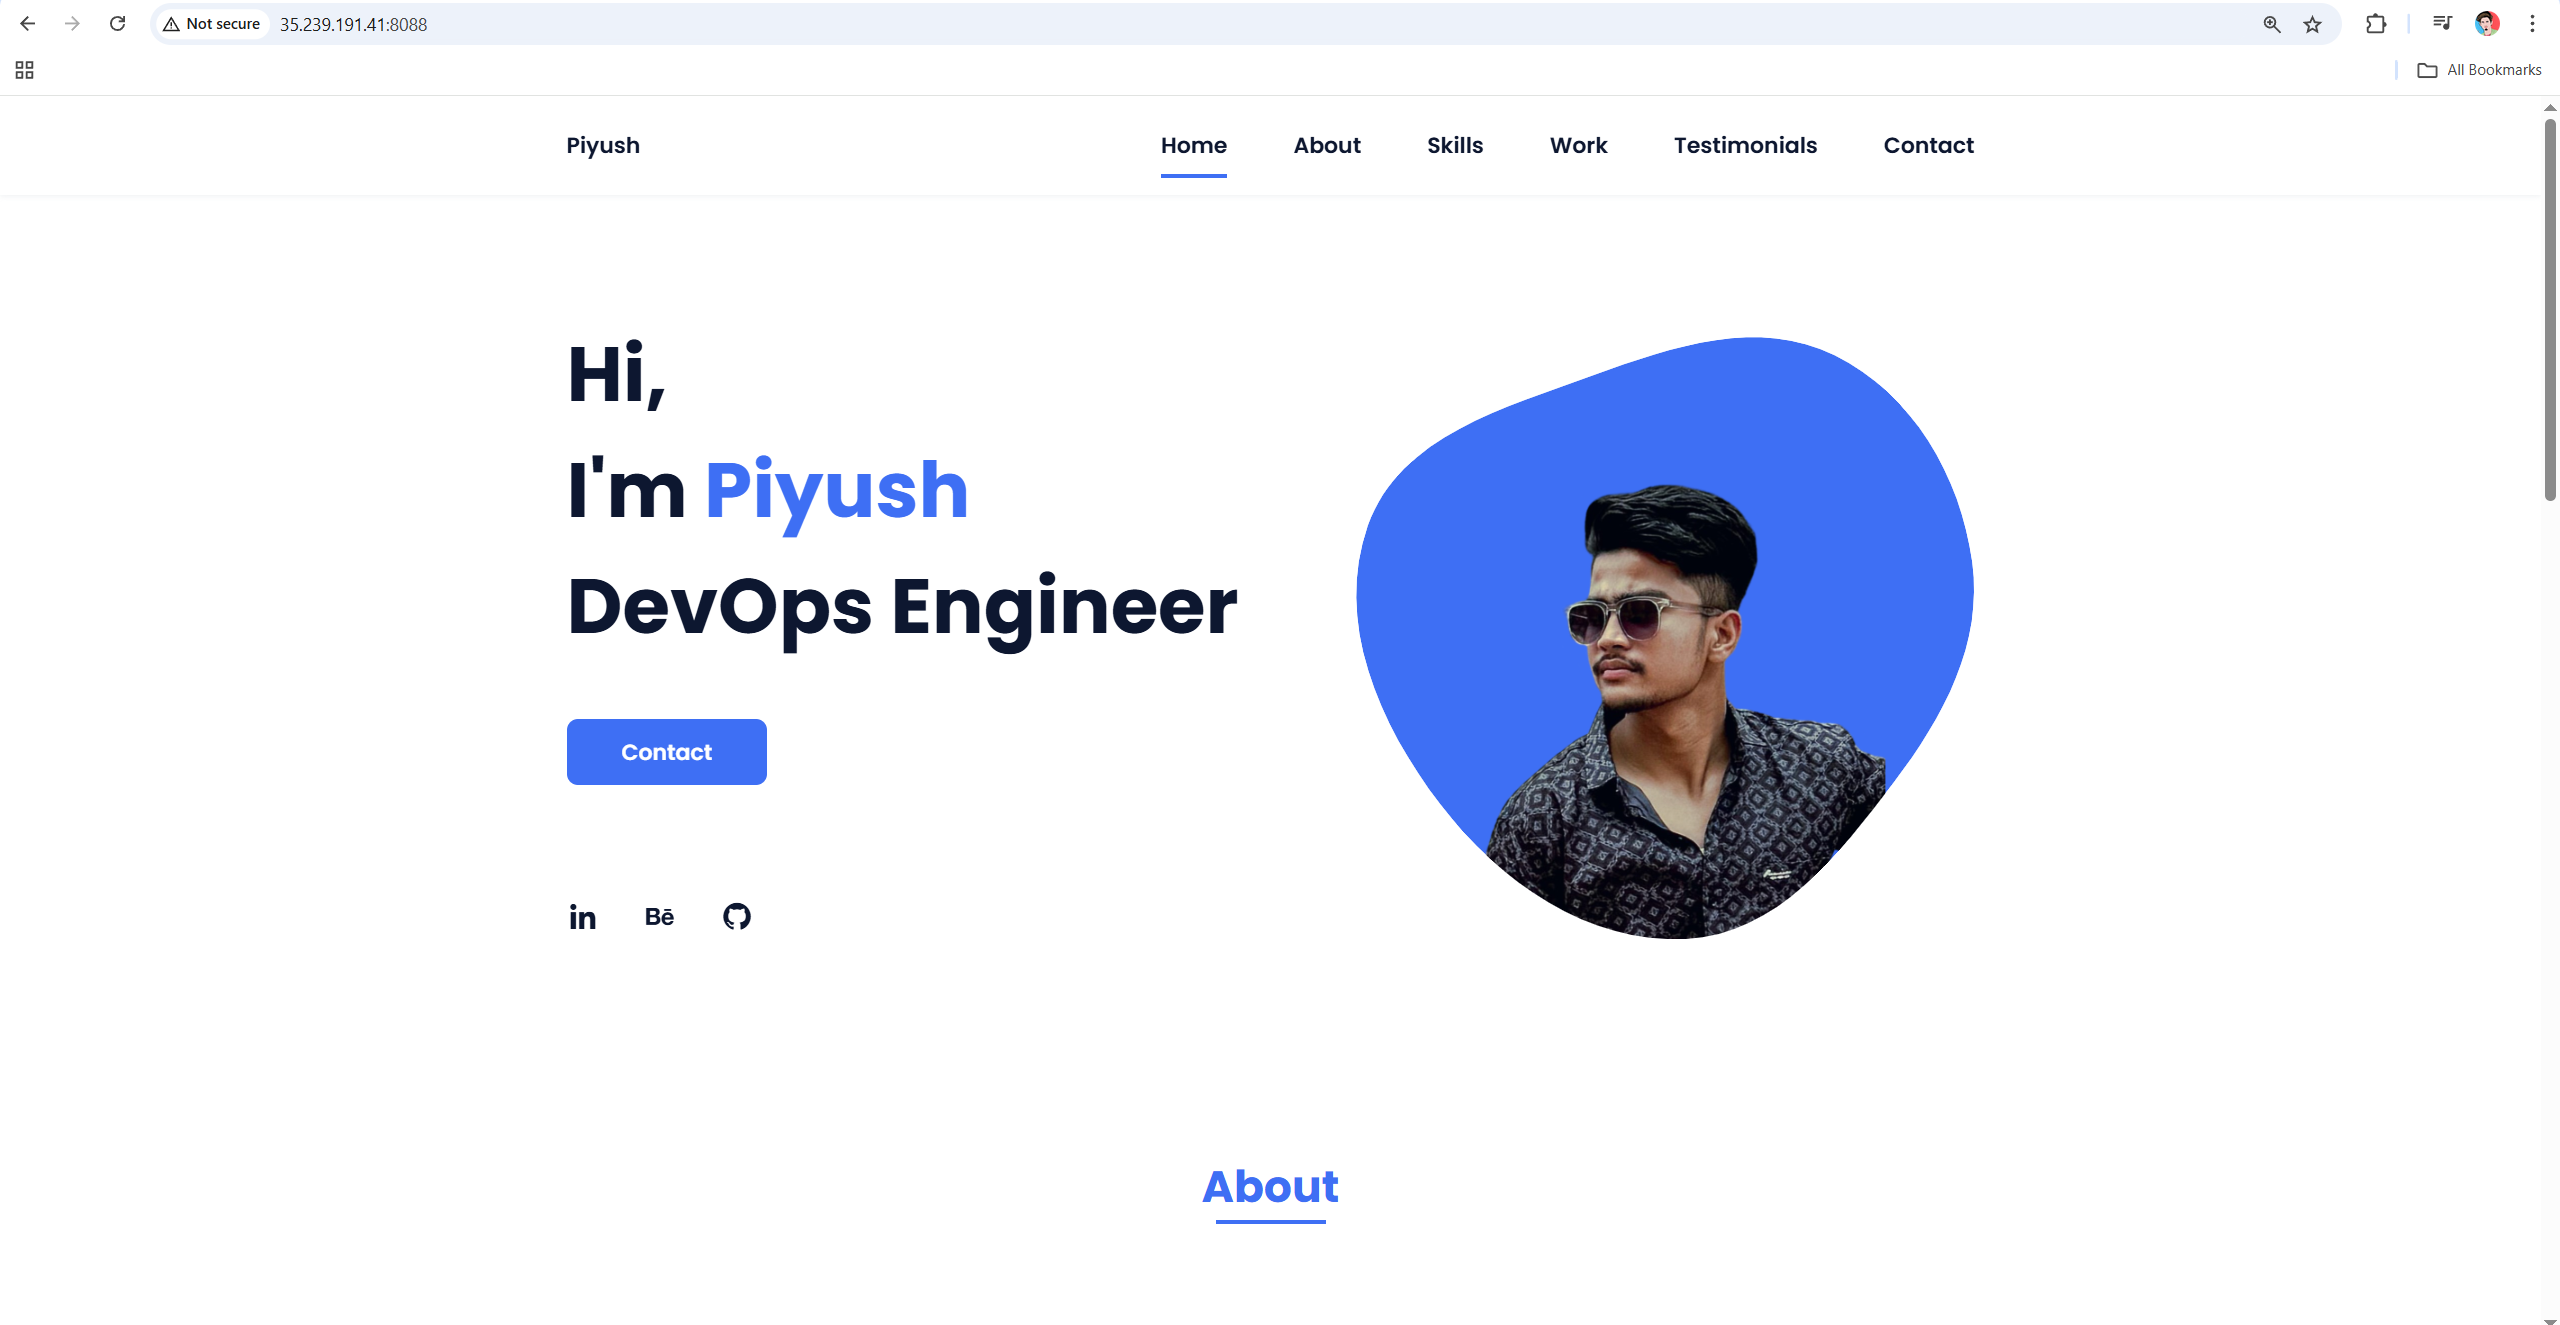 Not secure 35.239.191.41:8088
All Bookmarks
Piyush Home About Skills Work Testimonials Contact
Hi,
I'm Piyush
DevOps Engineer
Contact
in Bē
About